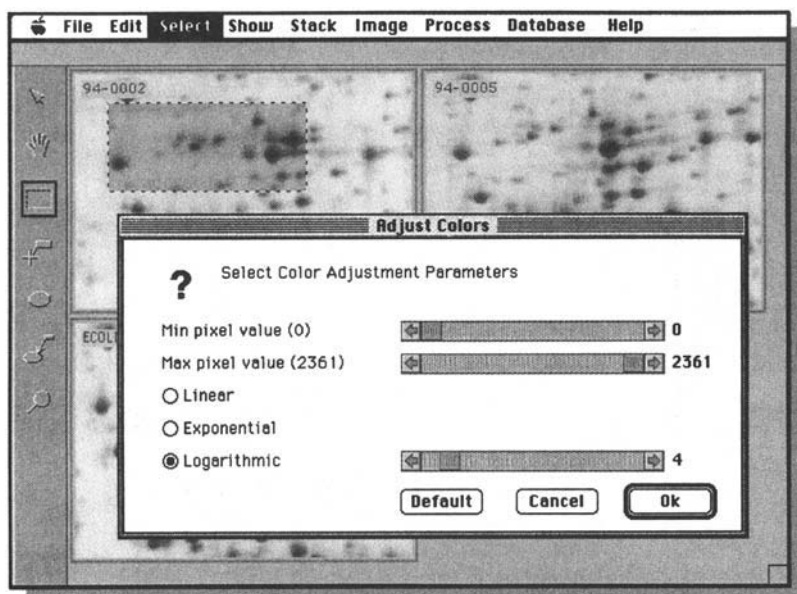 File Edit Select Show Stack Image Process Database Help
94-0002
94-0005
Adjust Colors
? Select Color Adjustment Parameters
Min pixel value (0) 0
Max pixel value (2361) 2361
ECOLI
Linear
Exponential
Logarithmic 4
Default Cancel Ok